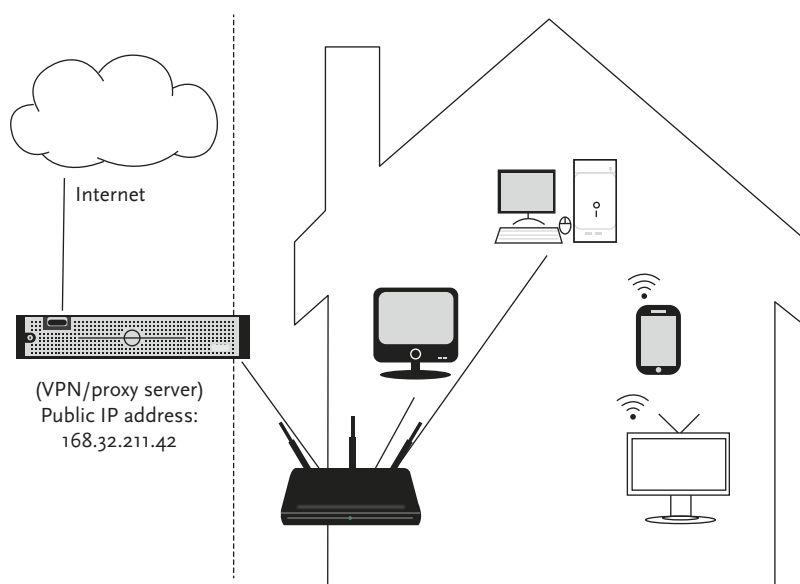 Internet
(VPN/proxy server)
Public IP address:
168.32.211.42